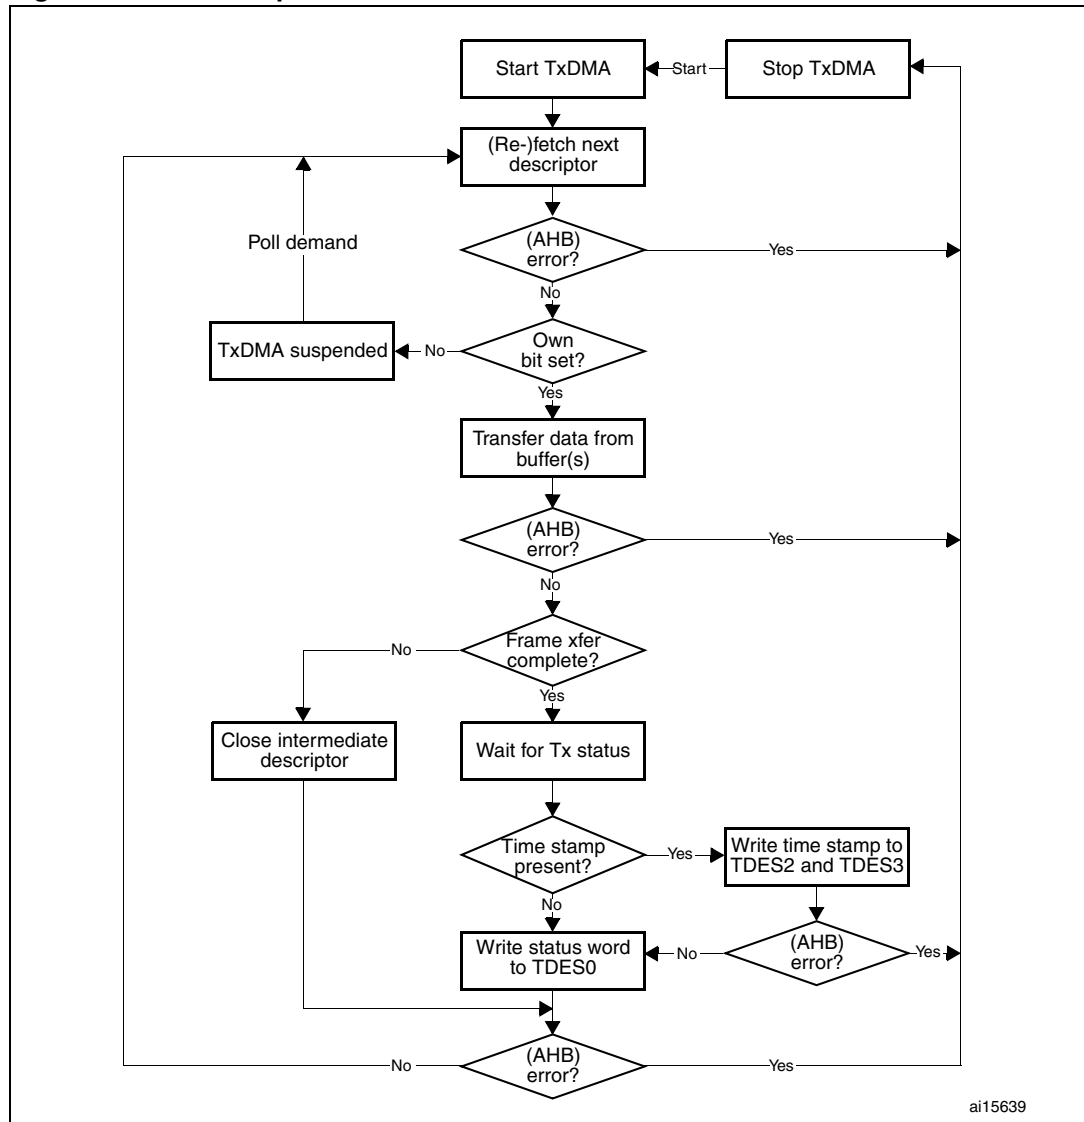 Start TxDMA
Start
Stop TxDMA
(Re-)fetch next
descriptor
(AHB)
error?
Yes
Poll demand
No
Own
bit set?
No
TxDMA suspended
Yes
Transfer data from
buffer(s)
(AHB)
error?
Yes
No
Frame xfer
complete?
No
Yes
Close intermediate
descriptor
Wait for Tx status
Time stamp
present?
Yes
Write time stamp to
TDES2 and TDES3
No
Write status word
to TDES0
No
(AHB)
error?
Yes
(AHB)
error?
No
Yes
ai15639